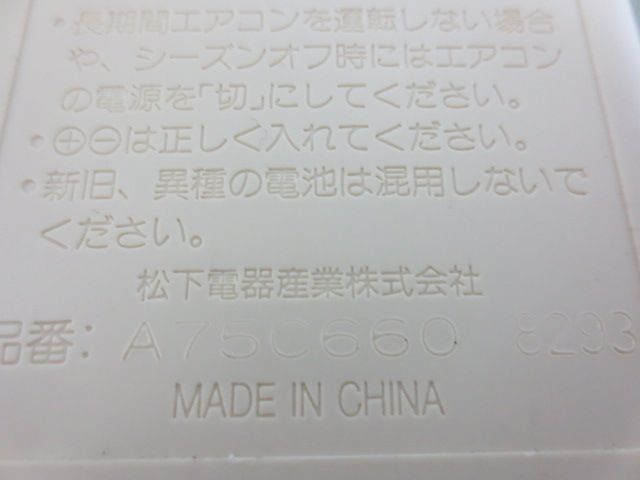 ・長期間エアコンを運転しない場合
や、シーズンオフ時にはエアコン
の電源を「切」にしてください。
・⊕⊖は正しく入れてください。
・新旧、異種の電池は混用しないで
ください。
松下電器産業株式会社
品番：A75C660 8293
MADE IN CHINA